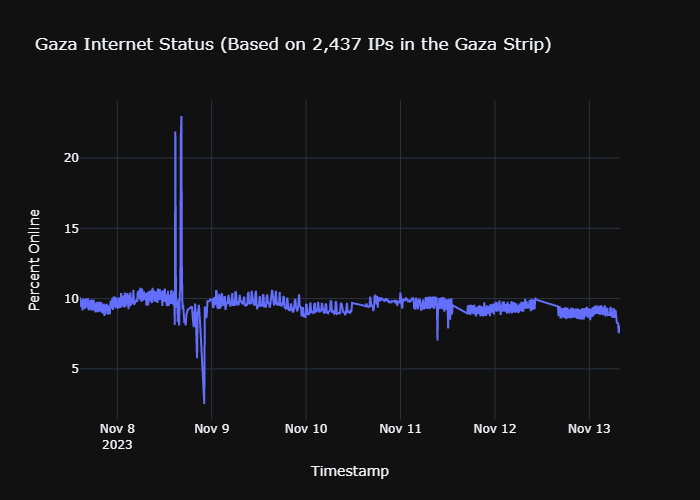 Gaza Internet Status (Based on 2,437 IPs in the Gaza Strip)
Percent Online
20
15
10
5
Nov 8
2023
Nov 9
Nov 10
Nov 11
Nov 12
Nov 13
Timestamp